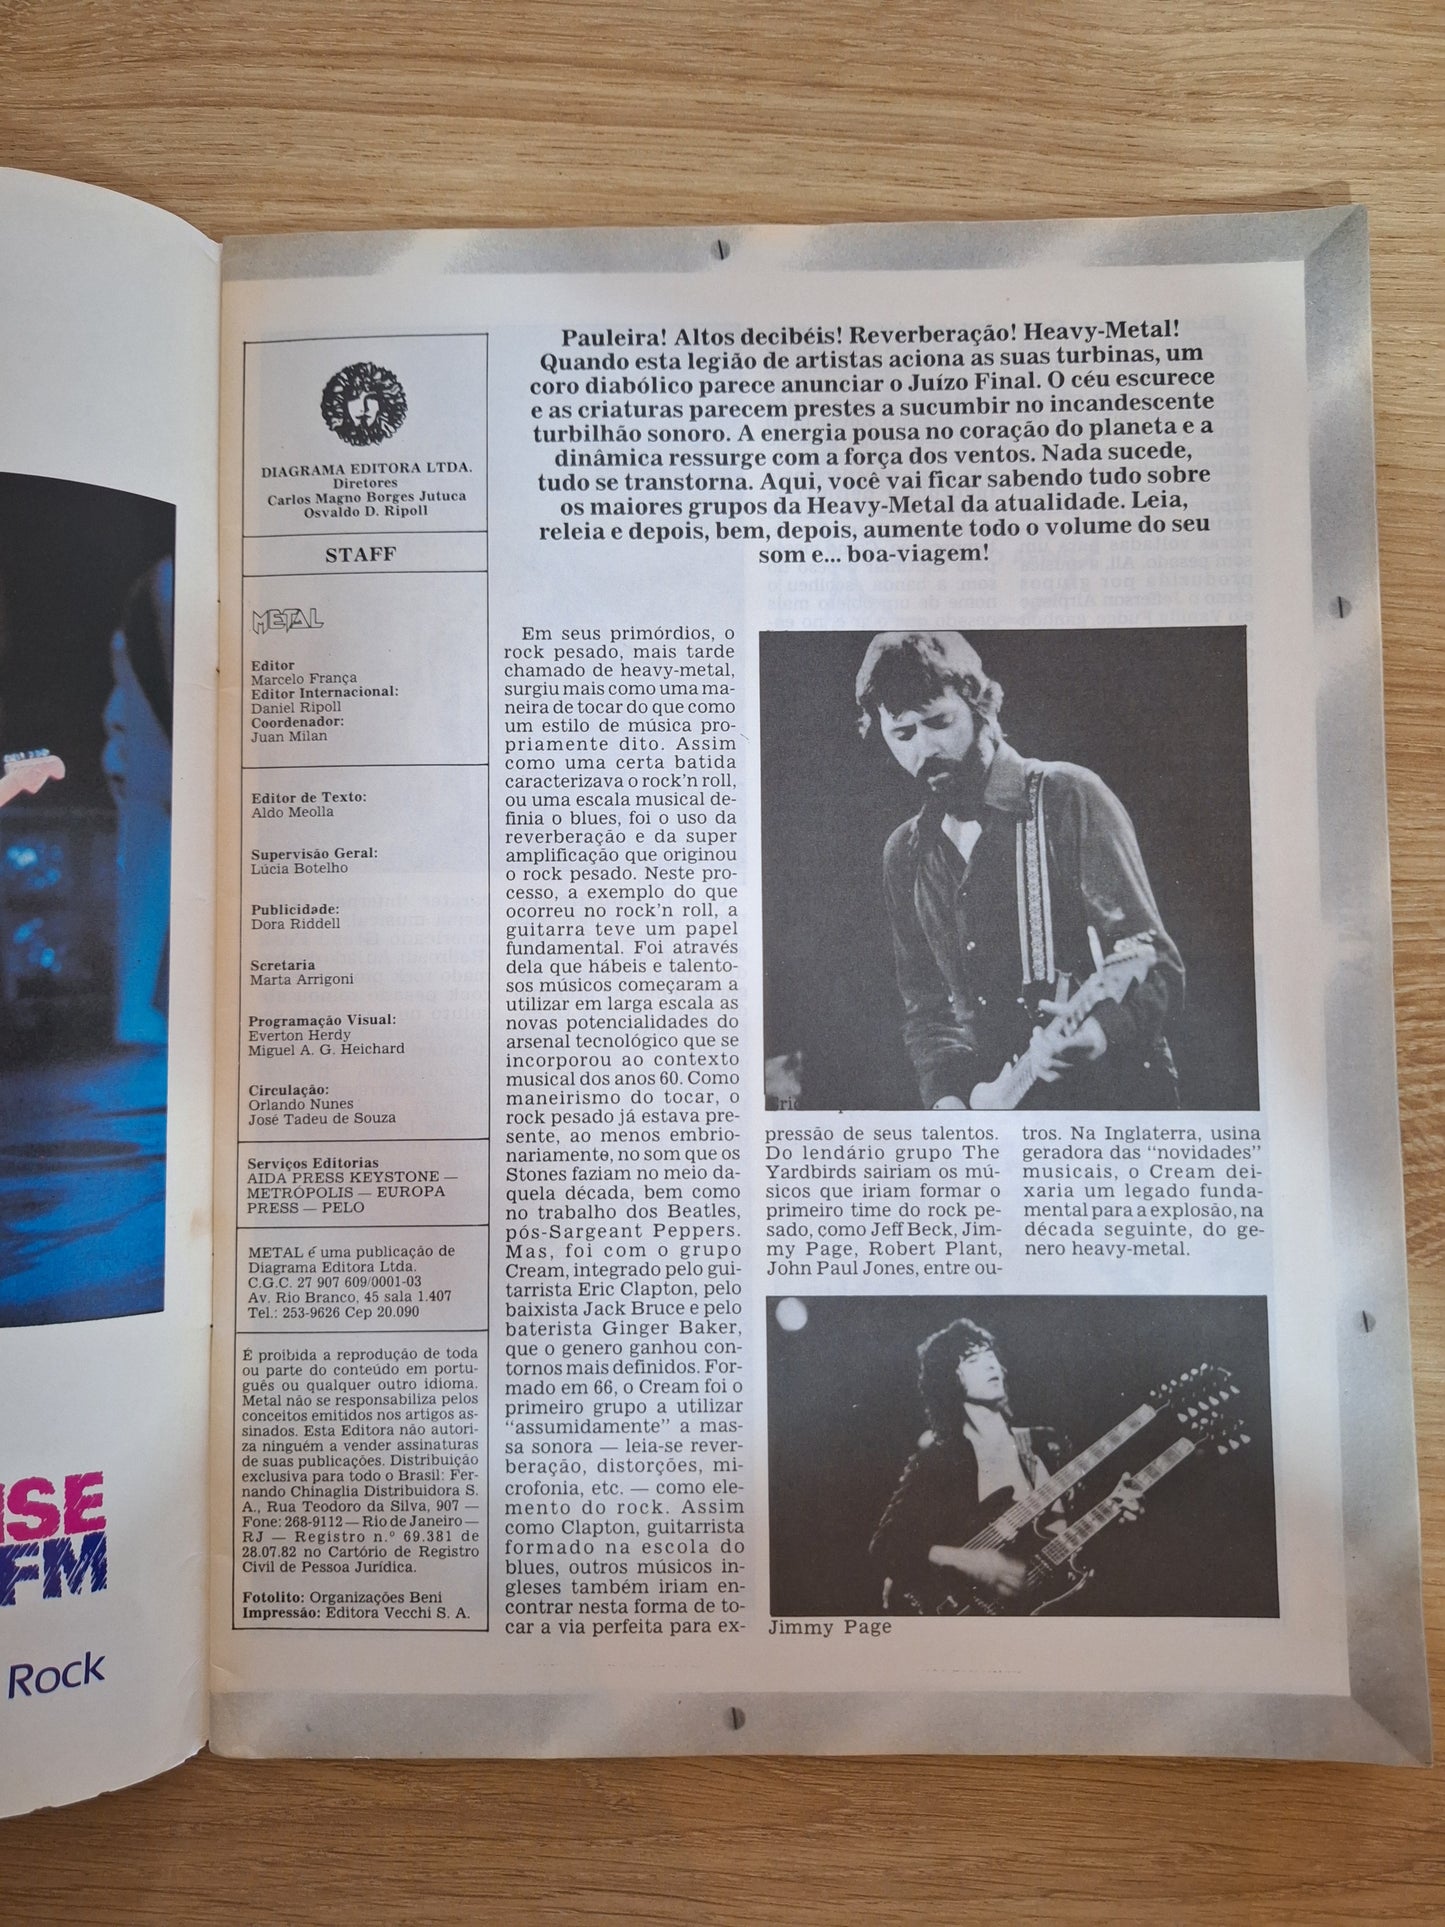 ISE
FM
Rock
DIAGRAMA EDITORA LTDA.
Diretores
Carlos Magno Borges Jutuca
Osvaldo D. Ripoll
STAFF
METAL
Editor
Marcelo França
Editor Internacional:
Daniel Ripoll
Coordenador:
Juan Milan
Editor de Texto:
Aldo Meolla
Supervisão Geral:
Lúcia Botelho
Publicidade:
Dora Riddell
Scretaria
Marta Arrigoni
Programação Visual:
Everton Herdy
Miguel A. G. Heichard
Circulação:
Orlando Nunes
José Tadeu de Souza
Serviços Editorias
AIDA PRESS KEYSTONE —
METRÓPOLIS — EUROPA
PRESS — PELO
METAL é uma publicação de
Diagrama Editora Ltda.
C.G.C. 27 907 609/0001-03
Av. Rio Branco, 45 sala 1.407
Tel.: 253-9626 Cep 20.090
É proibida a reprodução de toda
ou parte do conteúdo em portu-
guês ou qualquer outro idioma.
Metal não se responsabiliza pelos
conceitos emitidos nos artigos as-
sinados. Esta Editora não autori-
za ninguém a vender assinaturas
de suas publicações. Distribuição
exclusiva para todo o Brasil: Fer-
nando Chinaglia Distribuidora S.
A., Rua Teodoro da Silva, 907 —
Fone: 268-9112 — Rio de Janeiro —
RJ — Registro n.º 69.381 de
28.07.82 no Cartório de Registro
Civil de Pessoa Jurídica.
Fotolito: Organizações Beni
Impressão: Editora Vecchi S. A.
Pauleira! Altos decibéis! Reverberação! Heavy-Metal!
Quando esta legião de artistas aciona as suas turbinas, um
coro diabólico parece anunciar o Juízo Final. O céu escurece
e as criaturas parecem prestes a sucumbir no incandescente
turbilhão sonoro. A energia pousa no coração do planeta e a
dinâmica ressurge com a força dos ventos. Nada sucede,
tudo se transtorna. Aqui, você vai ficar sabendo tudo sobre
os maiores grupos da Heavy-Metal da atualidade. Leia,
releia e depois, bem, depois, aumente todo o volume do seu
som e... boa-viagem!
Em seus primórdios, o
rock pesado, mais tarde
chamado de heavy-metal,
surgiu mais como uma ma-
neira de tocar do que como
um estilo de música pro-
priamente dito. Assim
como uma certa batida
caracterizava o rock'n roll,
ou uma escala musical de-
finia o blues, foi o uso da
reverberação e da super
amplificação que originou
o rock pesado. Neste pro-
cesso, a exemplo do que
ocorreu no rock'n roll, a
guitarra teve um papel
fundamental. Foi através
dela que hábeis e talento-
sos músicos começaram a
utilizar em larga escala as
novas potencialidades do
arsenal tecnológico que se
incorporou ao contexto
musical dos anos 60. Como
maneirismo do tocar, o
rock pesado já estava pre-
sente, ao menos embrio-
nariamente, no som que os
Stones faziam no meio da-
quela década, bem como
no trabalho dos Beatles,
pós-Sargeant Peppers.
Mas, foi com o grupo
Cream, integrado pelo gui-
tarrista Eric Clapton, pelo
baixista Jack Bruce e pelo
baterista Ginger Baker,
que o genero ganhou con-
tornos mais definidos. For-
mado em 66, o Cream foi o
primeiro grupo a utilizar
"assumidamente" a mas-
sa sonora — leia-se rever-
beração, distorções, mi-
crofonia, etc. — como ele-
mento do rock. Assim
como Clapton, guitarrista
formado na escola do
blues, outros músicos in-
gleses também iriam en-
contrar nesta forma de to-
car a via perfeita para ex-
pressão de seus talentos.
Do lendário grupo The
Yardbirds sairiam os mú-
sicos que iriam formar o
primeiro time do rock pe-
sado, como Jeff Beck, Jim-
my Page, Robert Plant,
John Paul Jones, entre ou-
tros. Na Inglaterra, usina
geradora das "novidades"
musicais, o Cream dei-
xaria um legado funda-
mental para a explosão, na
década seguinte, do ge-
nero heavy-metal.
Jimmy Page